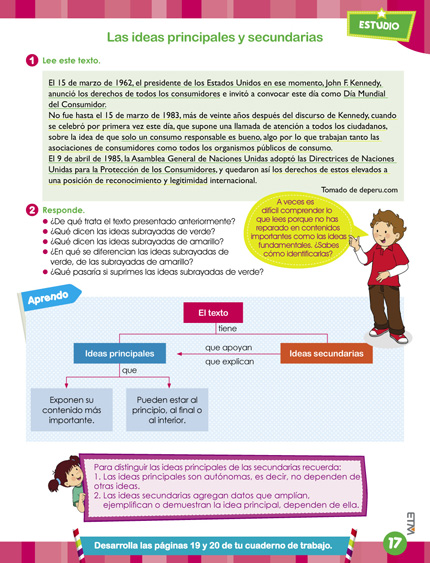 ESTUDIO
Las ideas principales y secundarias
1 Lee este texto.
El 15 de marzo de 1962, el presidente de los Estados Unidos en ese momento, John F. Kennedy,
anunció los derechos de todos los consumidores e invitó a convocar este día como Día Mundial
del Consumidor.
No fue hasta el 15 de marzo de 1983, más de veinte años después del discurso de Kennedy, cuando
se celebró por primera vez este día, que supone una llamada de atención a todos los ciudadanos,
sobre la idea de que solo un consumo responsable es bueno, algo por lo que trabajan tanto las
asociaciones de consumidores como todos los organismos públicos de consumo.
El 9 de abril de 1985, la Asamblea General de Naciones Unidas adoptó las Directrices de Naciones
Unidas para la Protección de los Consumidores, y quedaron así los derechos de estos elevados a
una posición de reconocimiento y legitimidad internacional.
Tomado de deperu.com
2 Responde.
● ¿De qué trata el texto presentado anteriormente?
● ¿Qué dicen las ideas subrayadas de verde?
● ¿Qué dicen las ideas subrayadas de amarillo?
● ¿En qué se diferencian las ideas subrayadas de
verde, de las subrayadas de amarillo?
● ¿Qué pasaría si suprimes las ideas subrayadas de verde?
A veces es
difícil comprender lo
que lees porque no has
reparado en contenidos
importantes como las ideas
fundamentales. ¿Sabes
cómo identificarlas?
Aprendo
El texto
tiene
Ideas principales
que apoyan
que explican
Ideas secundarias
que
Exponen su
contenido más
importante.
Pueden estar al
principio, al final o
al interior.
Para distinguir las ideas principales de las secundarias recuerda:
1. Las ideas principales son autónomas, es decir, no dependen de
otras ideas.
2. Las ideas secundarias agregan datos que amplían,
ejemplifican o demuestran la idea principal, dependen de ella.
Desarrolla las páginas 19 y 20 de tu cuaderno de trabajo.
17